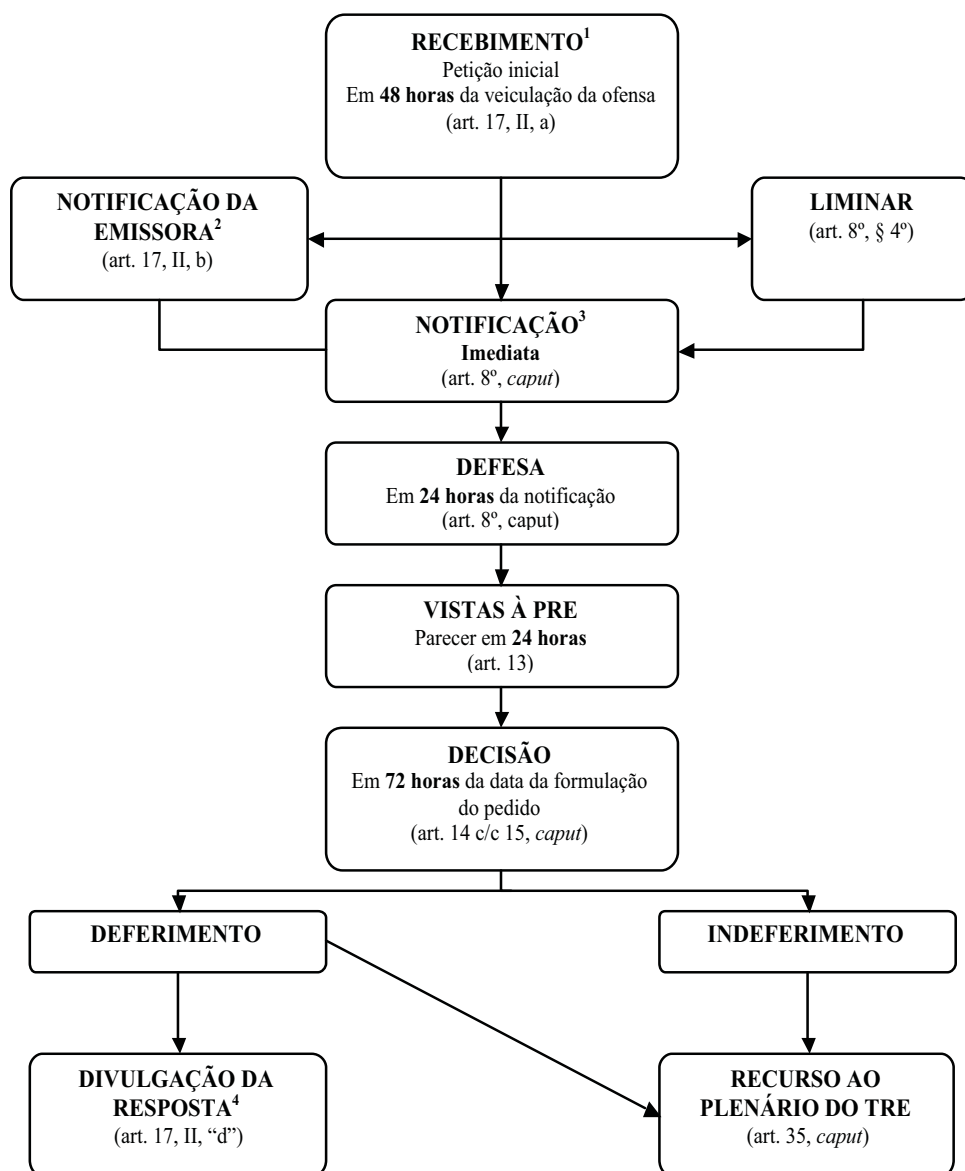 RECEBIMENTO¹
Petição inicial
Em 48 horas da veiculação da ofensa
(art. 17, II, a)
NOTIFICAÇÃO DA
EMISSORA²
(art. 17, II, b)
LIMINAR
(art. 8º, § 4º)
NOTIFICAÇÃO³
Imediata
(art. 8º, caput)
DEFESA
Em 24 horas da notificação
(art. 8º, caput)
VISTAS À PRE
Parecer em 24 horas
(art. 13)
DECISÃO
Em 72 horas da data da formulação
do pedido
(art. 14 c/c 15, caput)
DEFERIMENTO
INDEFERIMENTO
DIVULGAÇÃO DA
RESPOSTA⁴
(art. 17, II, “d”)
RECURSO AO
PLENÁRIO DO TRE
(art. 35, caput)